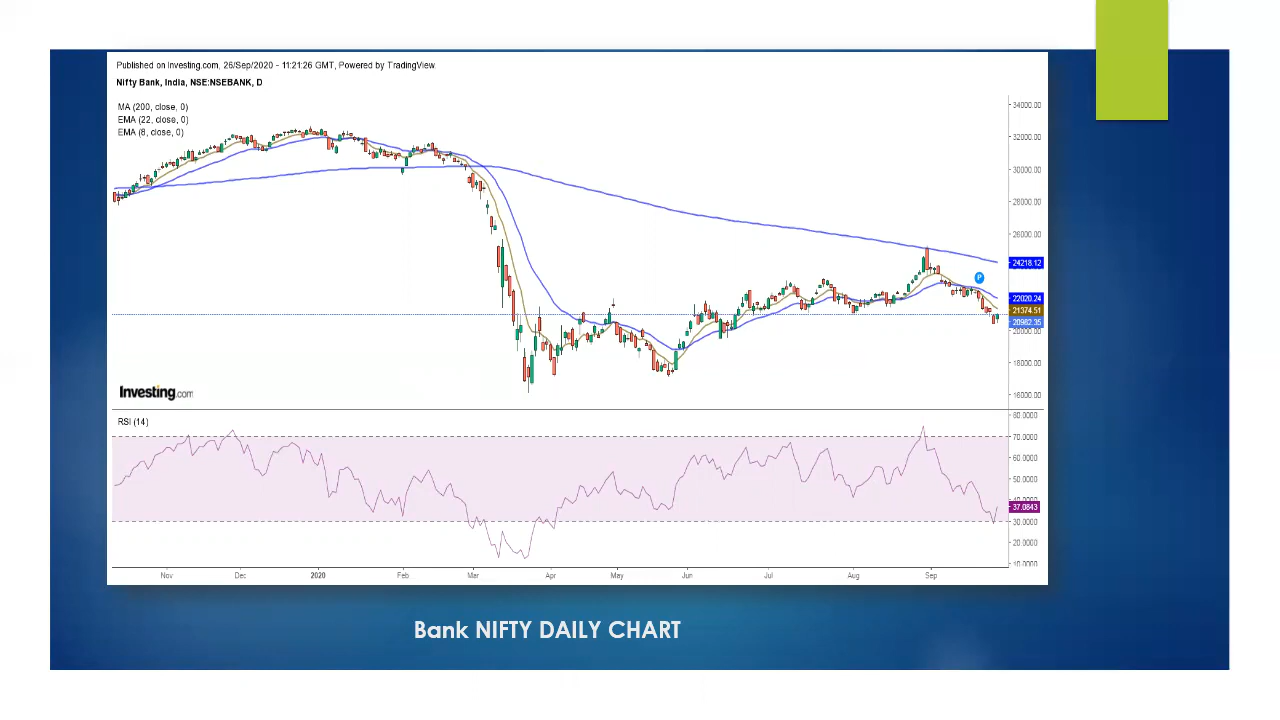 Published on Investing.com, 26/Sep/2020 - 11:21:26 GMT, Powered by TradingView.
Nifty Bank, India, NSE:NSEBANK, D
MA (200, close, 0)
EMA (22, close, 0)
EMA (8, close, 0)
34000.00
32000.00
30000.00
28000.00
26000.00
24218.12
P
22020.24
21374.51
20982.35
20000.00
18000.00
16000.00
Investing.com
RSI (14)
80.0000
70.0000
60.0000
50.0000
40.0000
37.0843
30.0000
20.0000
10.0000
Nov Dec 2020 Feb Mar Apr May Jun Jul Aug Sep
Bank NIFTY DAILY CHART